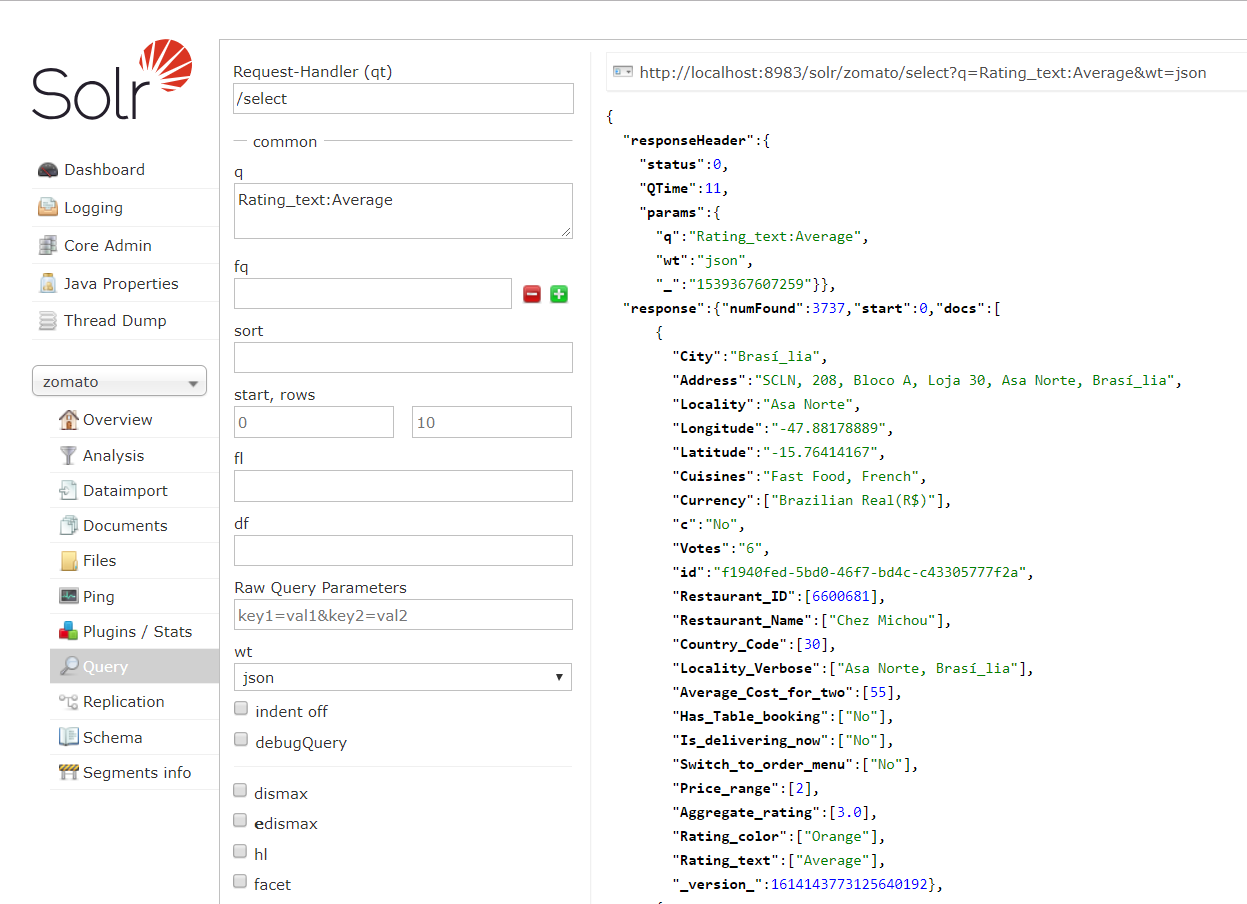 Solr
Dashboard
Logging
Core Admin
Java Properties
Thread Dump
zomato
Overview
Analysis
Dataimport
Documents
Files
Ping
Plugins / Stats
Query
Replication
Schema
Segments info
Request-Handler (qt)
/select
common
q
Rating_text:Average
fq
sort
start, rows
0 10
fl
df
Raw Query Parameters
key1=val1&key2=val2
wt
json
indent off
debugQuery
dismax
edismax
hl
facet
http://localhost:8983/solr/zomato/select?q=Rating_text:Average&wt=json
{
"responseHeader":{
"status":0,
"QTime":11,
"params":{
"q":"Rating_text:Average",
"wt":"json",
"_":"1539367607259"}},
"response":{"numFound":3737,"start":0,"docs":[
{
"City":"Brasí_lia",
"Address":"SCLN, 208, Bloco A, Loja 30, Asa Norte, Brasí_lia",
"Locality":"Asa Norte",
"Longitude":"-47.88178889",
"Latitude":"-15.76414167",
"Cuisines":"Fast Food, French",
"Currency":["Brazilian Real(R$)"],
"c":"No",
"Votes":"6",
"id":"f1940fed-5bd0-46f7-bd4c-c43305777f2a",
"Restaurant_ID":[6600681],
"Restaurant_Name":["Chez Michou"],
"Country_Code":[30],
"Locality_Verbose":["Asa Norte, Brasí_lia"],
"Average_Cost_for_two":[55],
"Has_Table_booking":["No"],
"Is_delivering_now":["No"],
"Switch_to_order_menu":["No"],
"Price_range":[2],
"Aggregate_rating":[3.0],
"Rating_color":["Orange"],
"Rating_text":["Average"],
"_version_":1614143773125640192},